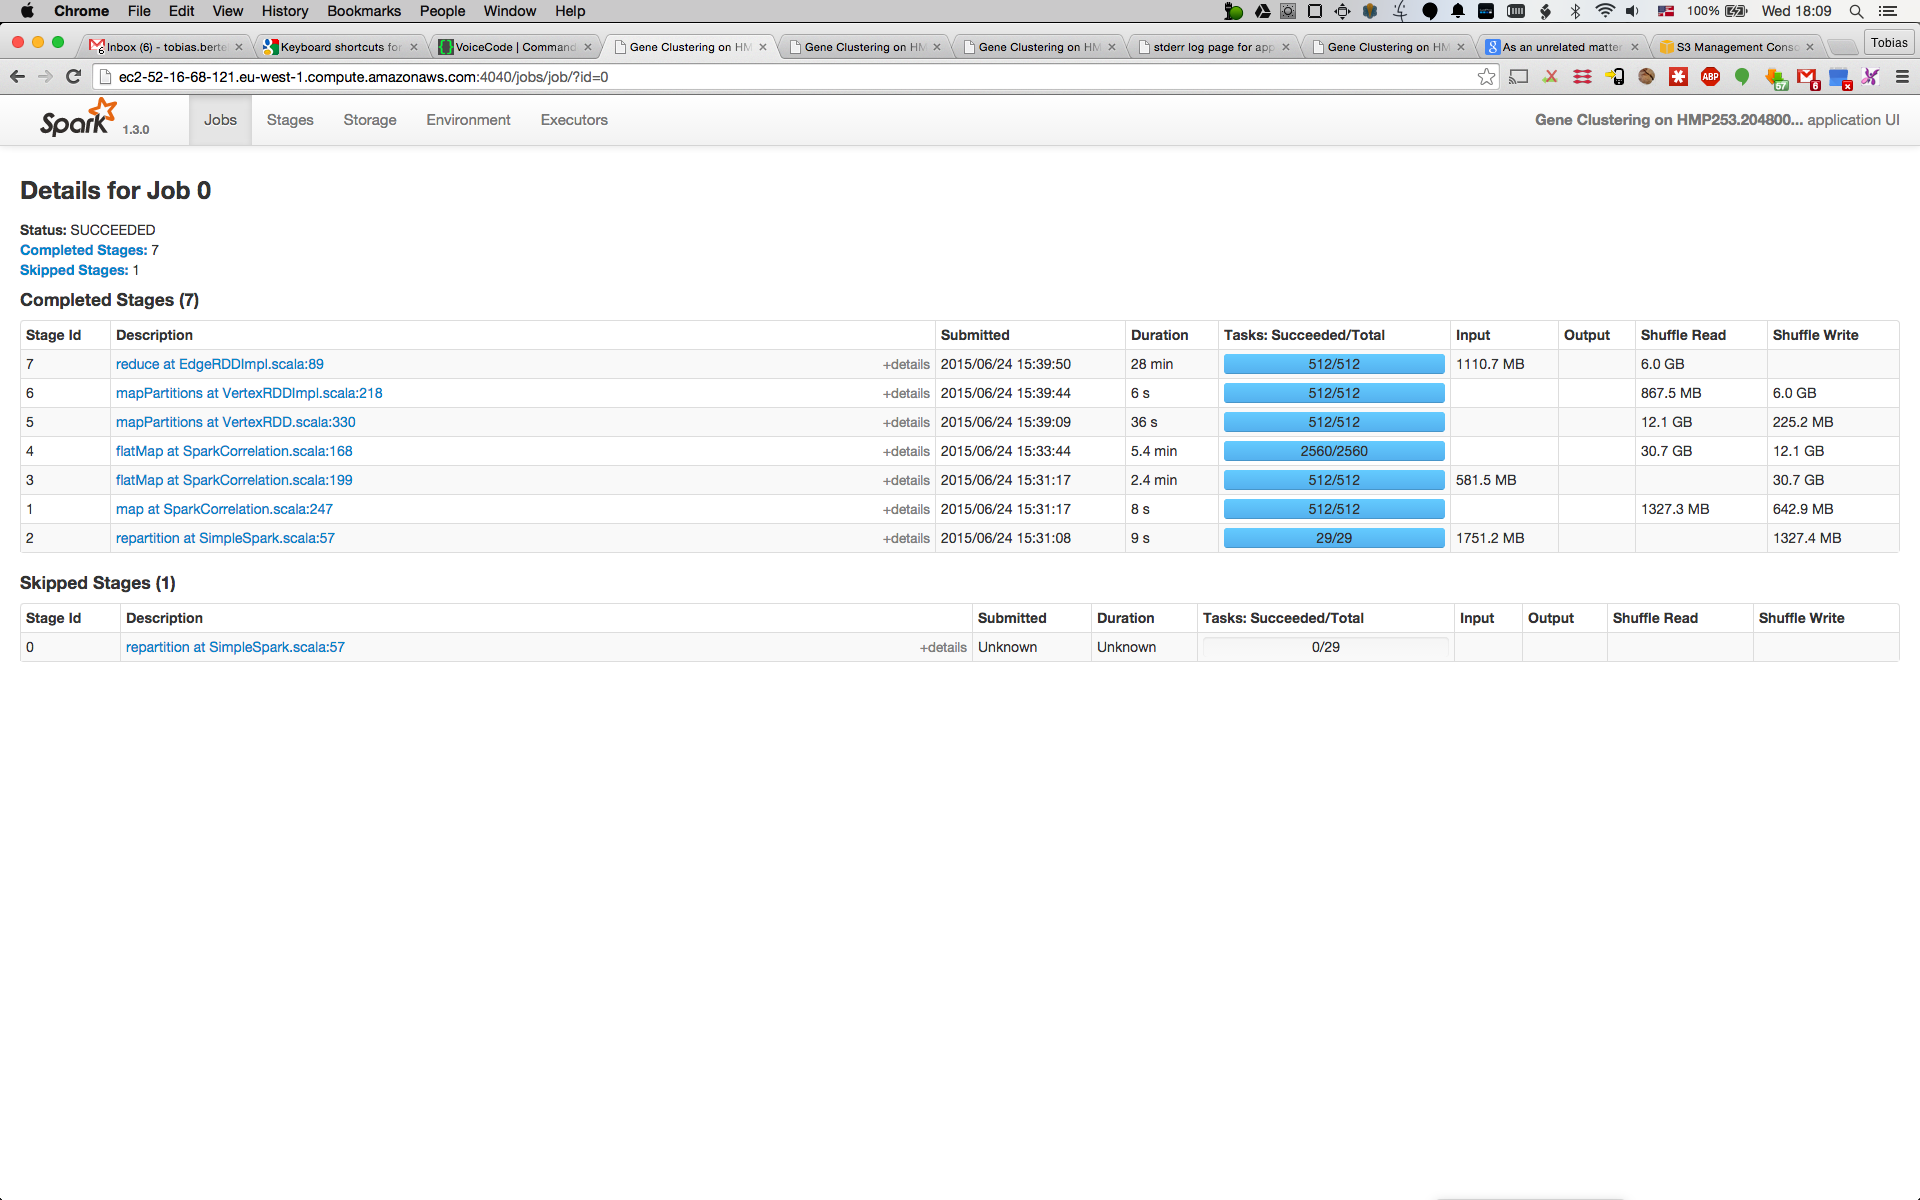 Chrome File Edit View History Bookmarks People Window Help 100% Wed 18:09
Inbox (6) - tobias.berte Keyboard shortcuts for VoiceCode | Command Gene Clustering on HM Gene Clustering on HM Gene Clustering on HM stderr log page for app Gene Clustering on HM As an unrelated matter S3 Management Conso Tobias
ec2-52-16-68-121.eu-west-1.compute.amazonaws.com:4040/jobs/job/?id=0 ABP 67 6 x
Spark 1.3.0 Jobs Stages Storage Environment Executors Gene Clustering on HMP253.204800... application UI
Details for Job 0
Status: SUCCEEDED
Completed Stages: 7
Skipped Stages: 1
Completed Stages (7)
Stage Id Description Submitted Duration Tasks: Succeeded/Total Input Output Shuffle Read Shuffle Write
7 reduce at EdgeRDDImpl.scala:89 +details 2015/06/24 15:39:50 28 min 512/512 1110.7 MB 6.0 GB
6 mapPartitions at VertexRDDImpl.scala:218 +details 2015/06/24 15:39:44 6 s 512/512 867.5 MB 6.0 GB
5 mapPartitions at VertexRDD.scala:330 +details 2015/06/24 15:39:09 36 s 512/512 12.1 GB 225.2 MB
4 flatMap at SparkCorrelation.scala:168 +details 2015/06/24 15:33:44 5.4 min 2560/2560 30.7 GB 12.1 GB
3 flatMap at SparkCorrelation.scala:199 +details 2015/06/24 15:31:17 2.4 min 512/512 581.5 MB 30.7 GB
1 map at SparkCorrelation.scala:247 +details 2015/06/24 15:31:17 8 s 512/512 1327.3 MB 642.9 MB
2 repartition at SimpleSpark.scala:57 +details 2015/06/24 15:31:08 9 s 29/29 1751.2 MB 1327.4 MB
Skipped Stages (1)
Stage Id Description Submitted Duration Tasks: Succeeded/Total Input Output Shuffle Read Shuffle Write
0 repartition at SimpleSpark.scala:57 +details Unknown Unknown 0/29